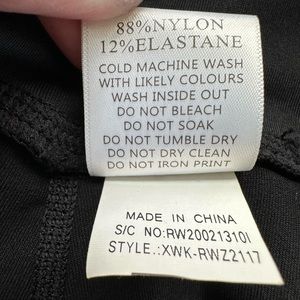 88%NYLON
12%ELASTANE
COLD MACHINE WASH
WITH LIKELY COLOURS
WASH INSIDE OUT
DO NOT BLEACH
DO NOT SOAK
DO NOT TUMBLE DRY
DO NOT DRY CLEAN
DO NOT IRON PRINT
MADE IN CHINA
S/C NO:RW20021310I
STYLE.:XWK-RWZ2117